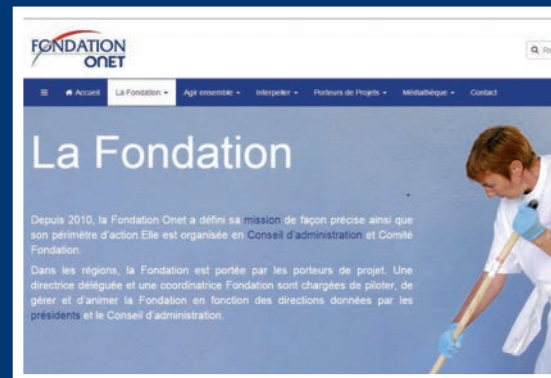 FONDATION
ONET
Accueil La Fondation Agir ensemble Interpeller Porteurs de Projets Médiathèque Contact
La Fondation
Depuis 2010, la Fondation Onet a défini sa mission de façon précise ainsi que
son périmètre d'action.Elle est organisée en Conseil d'administration et Comité
Fondation.
Dans les régions, la Fondation est portée par les porteurs de projet. Une
directrice déléguée et une coordinatrice Fondation sont chargées de piloter, de
gérer et d'animer la Fondation en fonction des directions données par les
présidents et le Conseil d'administration.